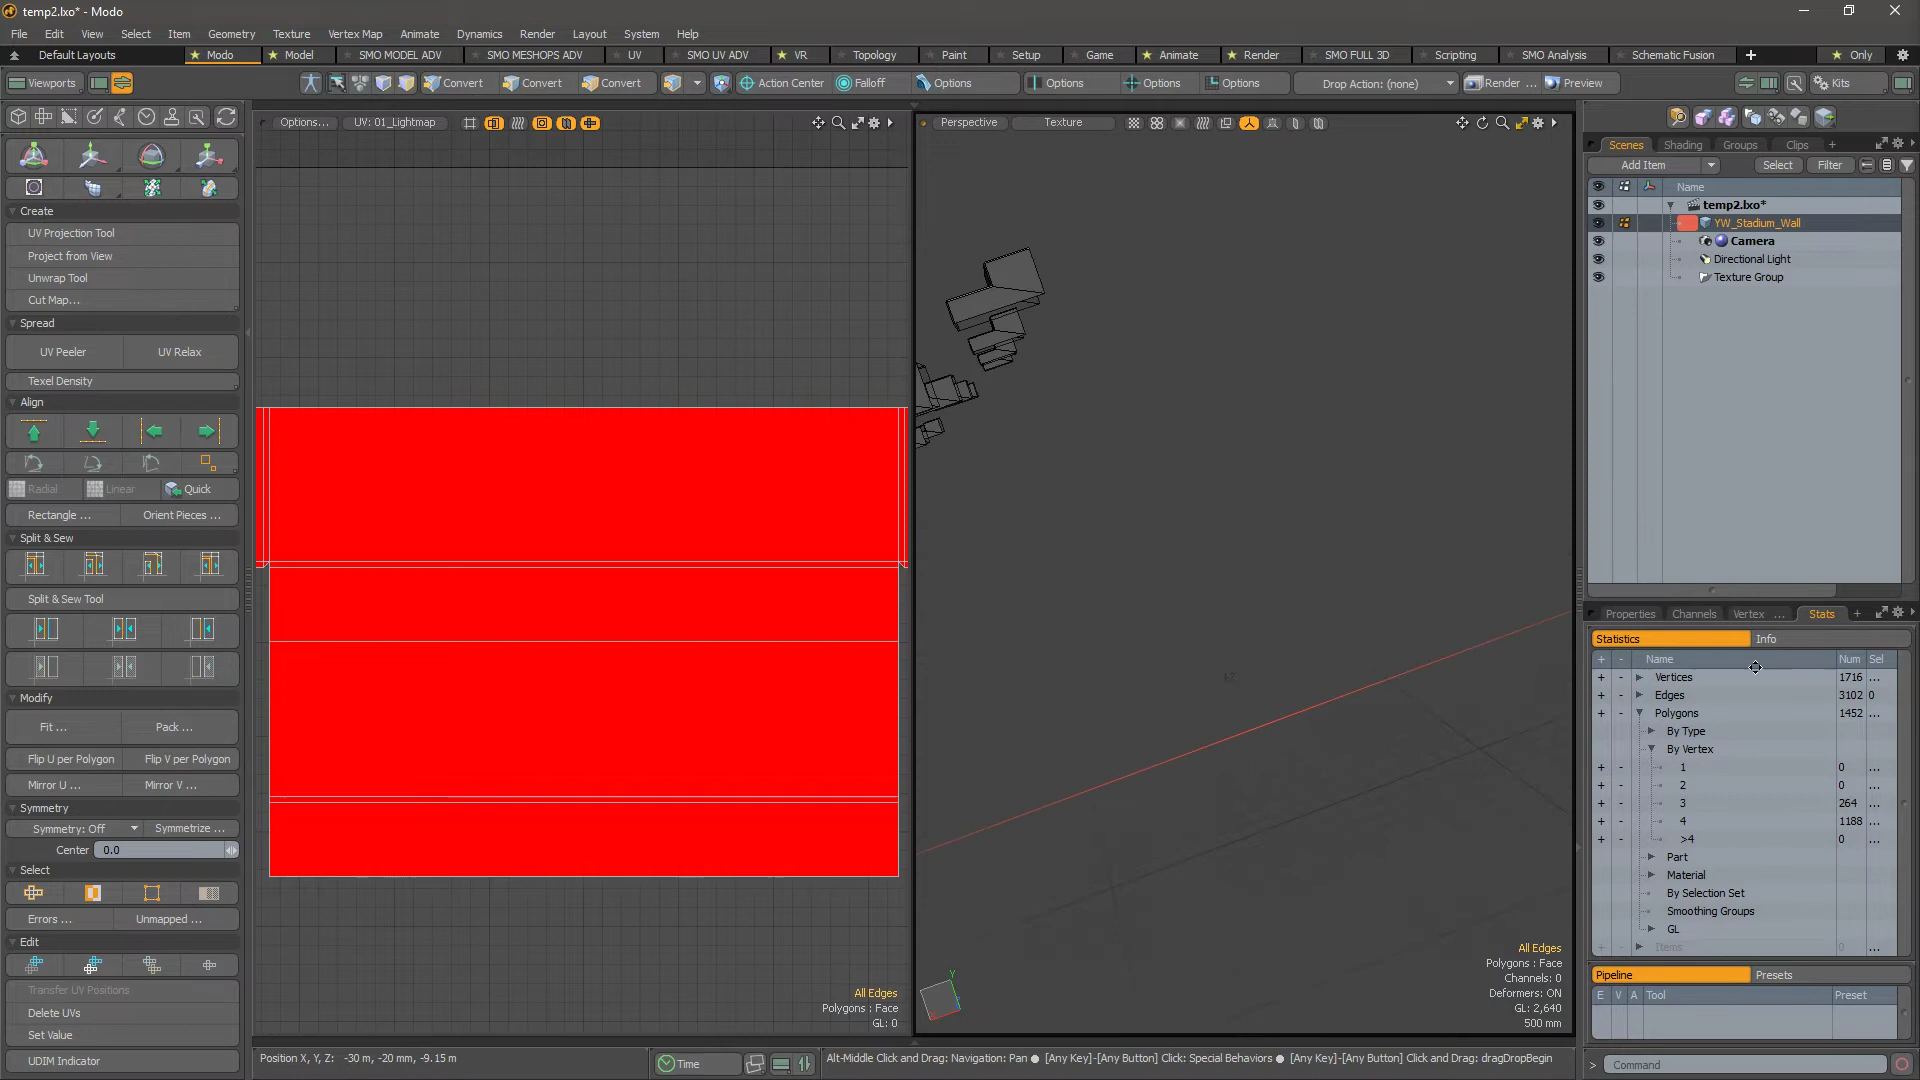 temp2.lxo* - Modo
File Edit View Select Item Geometry Texture Vertex Map Animate Dynamics Render Layout System Help
Default Layouts Modo Model SMO MODEL ADV SMO MESHOPS ADV UV SMO UV ADV VR Topology Paint Setup Game Animate Render SMO FULL 3D Scripting SMO Analysis Schematic Fusion + Only
Viewports Convert Convert Convert Action Center Falloff Options Options Options Options Drop Action: (none) Render ... Preview Kits
Options... UV: 01_Lightmap
Perspective Texture
Create
UV Projection Tool
Project from View
Unwrap Tool
Cut Map...
Spread
UV Peeler UV Relax
Texel Density
Align
Radial Linear Quick
Rectangle ... Orient Pieces ...
Split & Sew
Split & Sew Tool
Modify
Fit ... Pack ...
Flip U per Polygon Flip V per Polygon
Mirror U ... Mirror V ...
Symmetry
Symmetry: Off Symmetrize ...
Center 0.0
Select
Errors ... Unmapped ...
Edit
Transfer UV Positions
Delete UVs
Set Value
UDIM Indicator
All Edges
Polygons : Face
GL: 0
Y
All Edges
Polygons : Face
Channels: 0
Deformers: ON
GL: 2,640
500 mm
Scenes Shading Groups Clips +
Add Item Select Filter
Name
temp2.lxo*
YW_Stadium_Wall
Camera
Directional Light
Texture Group
Properties Channels Vertex ... Stats +
Statistics Info
+ - Name Num Sel
+ - Vertices 1716 ...
+ - Edges 3102 0
+ - Polygons 1452 ...
By Type
By Vertex
+ - 1 0 ...
+ - 2 0 ...
+ - 3 264 ...
+ - 4 1188 ...
+ - >4 0 ...
Part
Material
By Selection Set
Smoothing Groups
GL
+ - Items 0 ...
Pipeline Presets
E V A Tool Preset
Position X, Y, Z: -30 m, -20 mm, -9.15 m
Time
Alt-Middle Click and Drag: Navigation: Pan ● [Any Key]-[Any Button] Click: Special Behaviors ● [Any Key]-[Any Button] Click and Drag: dragDropBegin
> Command